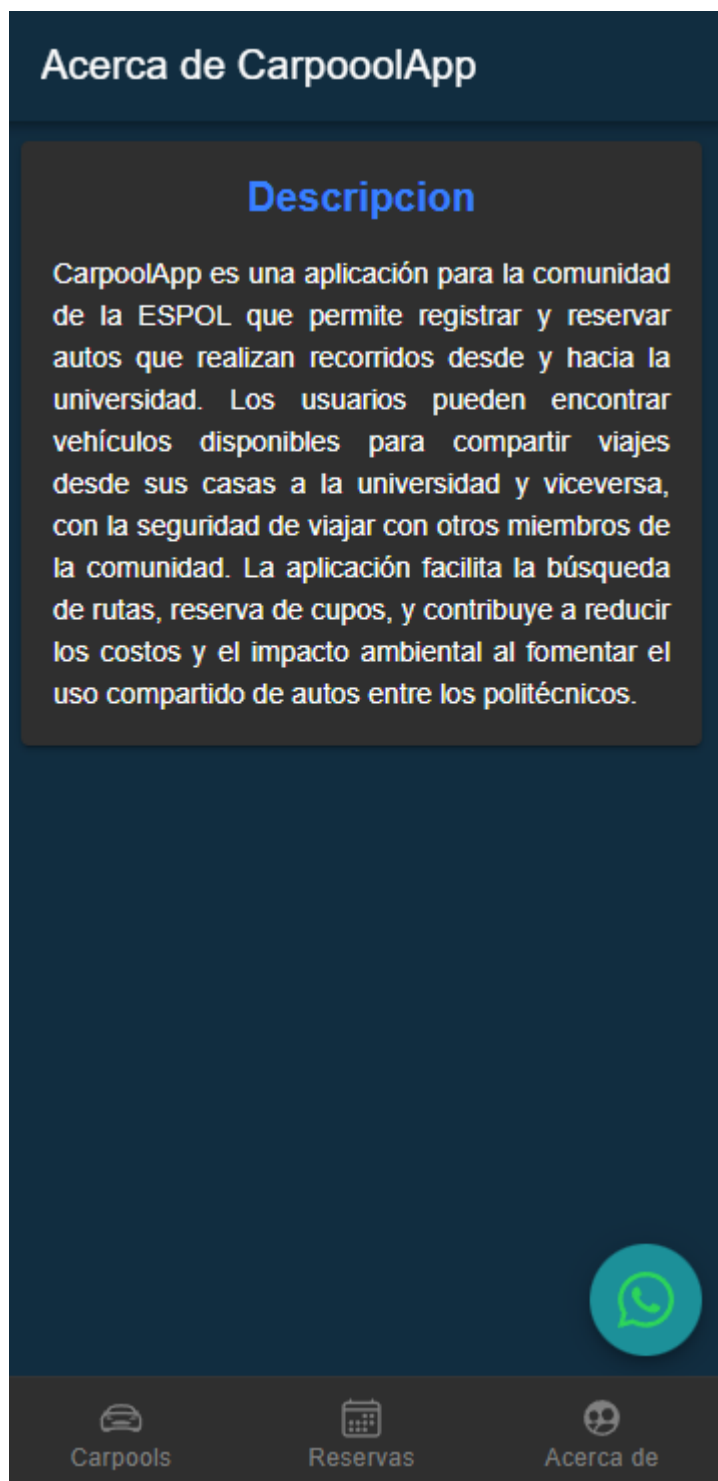 Acerca de CarpooolApp
Descripcion
CarpoolApp es una aplicación para la comunidad
de la ESPOL que permite registrar y reservar
autos que realizan recorridos desde y hacia la
universidad. Los usuarios pueden encontrar
vehículos disponibles para compartir viajes
desde sus casas a la universidad y viceversa,
con la seguridad de viajar con otros miembros de
la comunidad. La aplicación facilita la búsqueda
de rutas, reserva de cupos, y contribuye a reducir
los costos y el impacto ambiental al fomentar el
uso compartido de autos entre los politécnicos.
Carpools Reservas Acerca de